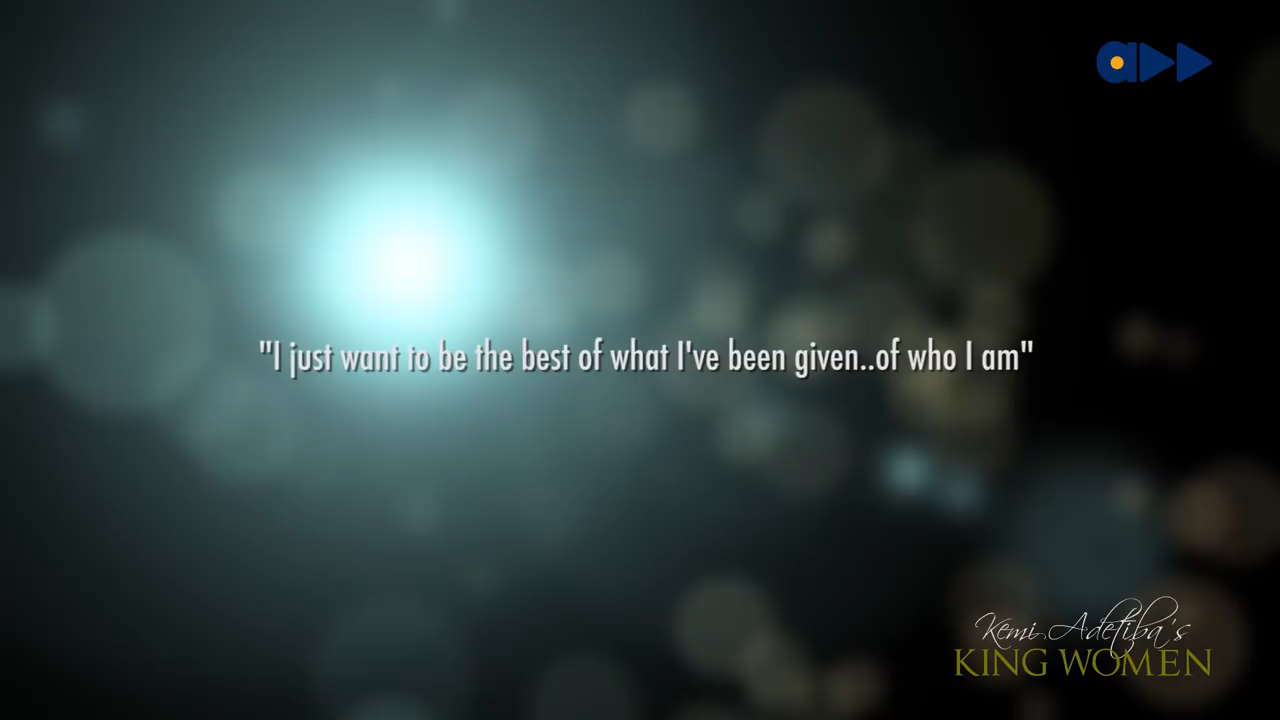 "I just want to be the best of what I've been given..of who I am"
Kemi Adetiba's
KING WOMEN